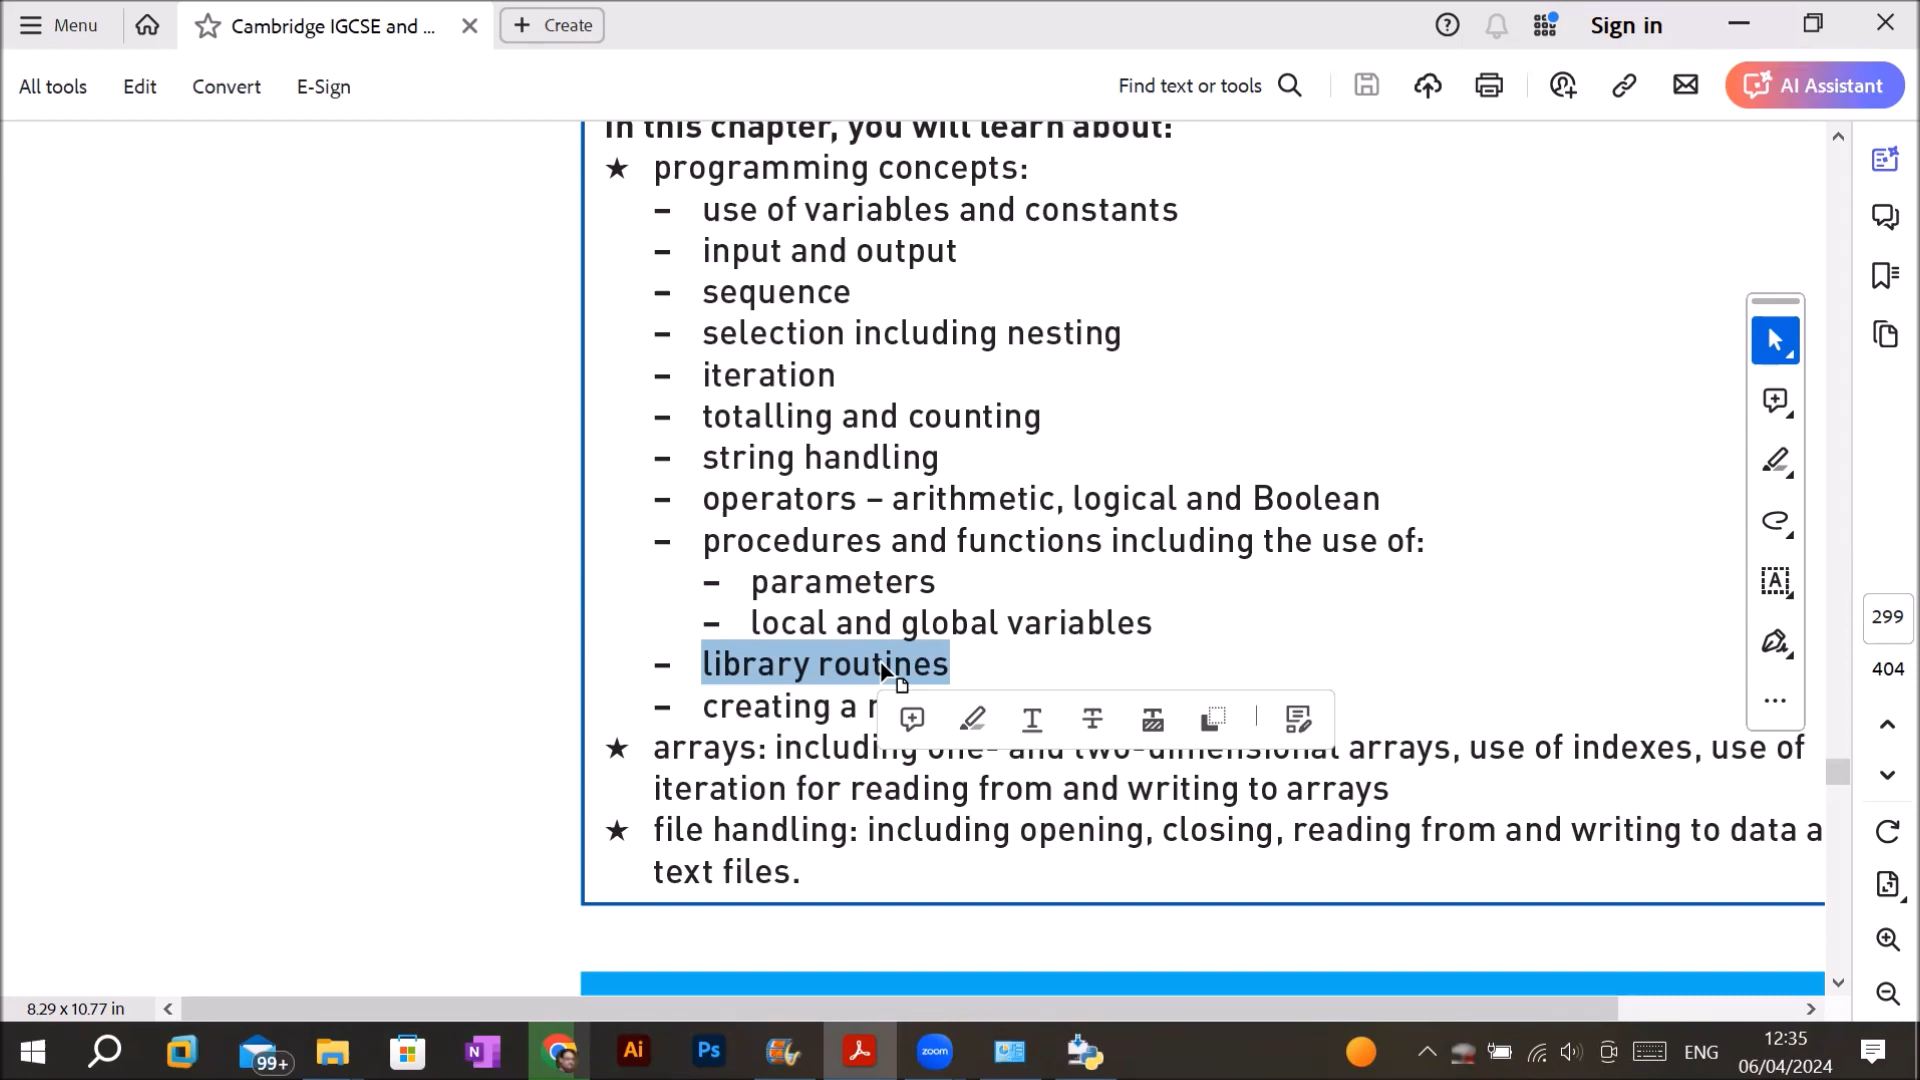 Menu
Cambridge IGCSE and ...
Create
Sign in
All tools
Edit
Convert
E-Sign
Find text or tools
AI Assistant
In this chapter, you will learn about:
★ programming concepts:
– use of variables and constants
– input and output
– sequence
– selection including nesting
– iteration
– totalling and counting
– string handling
– operators – arithmetic, logical and Boolean
– procedures and functions including the use of:
– parameters
– local and global variables
– library routines
– creating a
★ arrays: including one- and two-dimensional arrays, use of indexes, use of
iteration for reading from and writing to arrays
★ file handling: including opening, closing, reading from and writing to data a
text files.
299
404
8.29 x 10.77 in
99+
N
Ai
Ps
zoom
ENG
12:35
06/04/2024